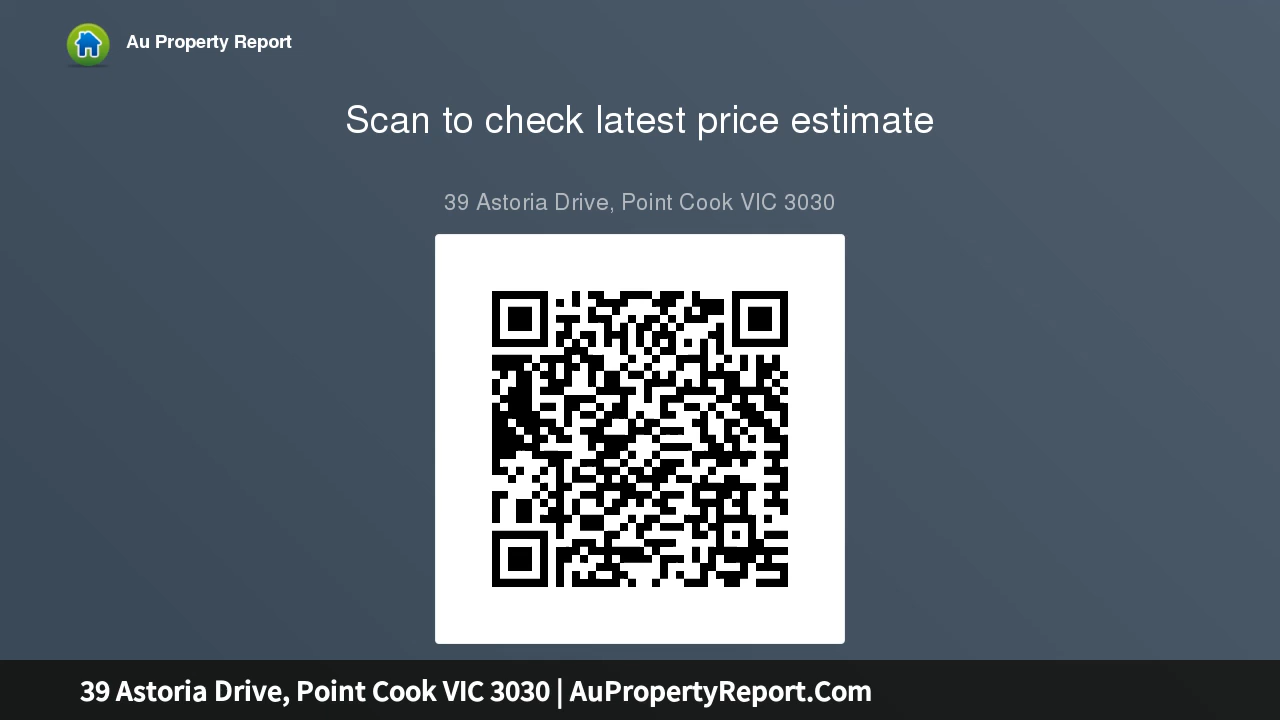 Au Property Report
Scan to check latest price estimate
39 Astoria Drive, Point Cook VIC 3030
39 Astoria Drive, Point Cook VIC 3030 | AuPropertyReport.Com